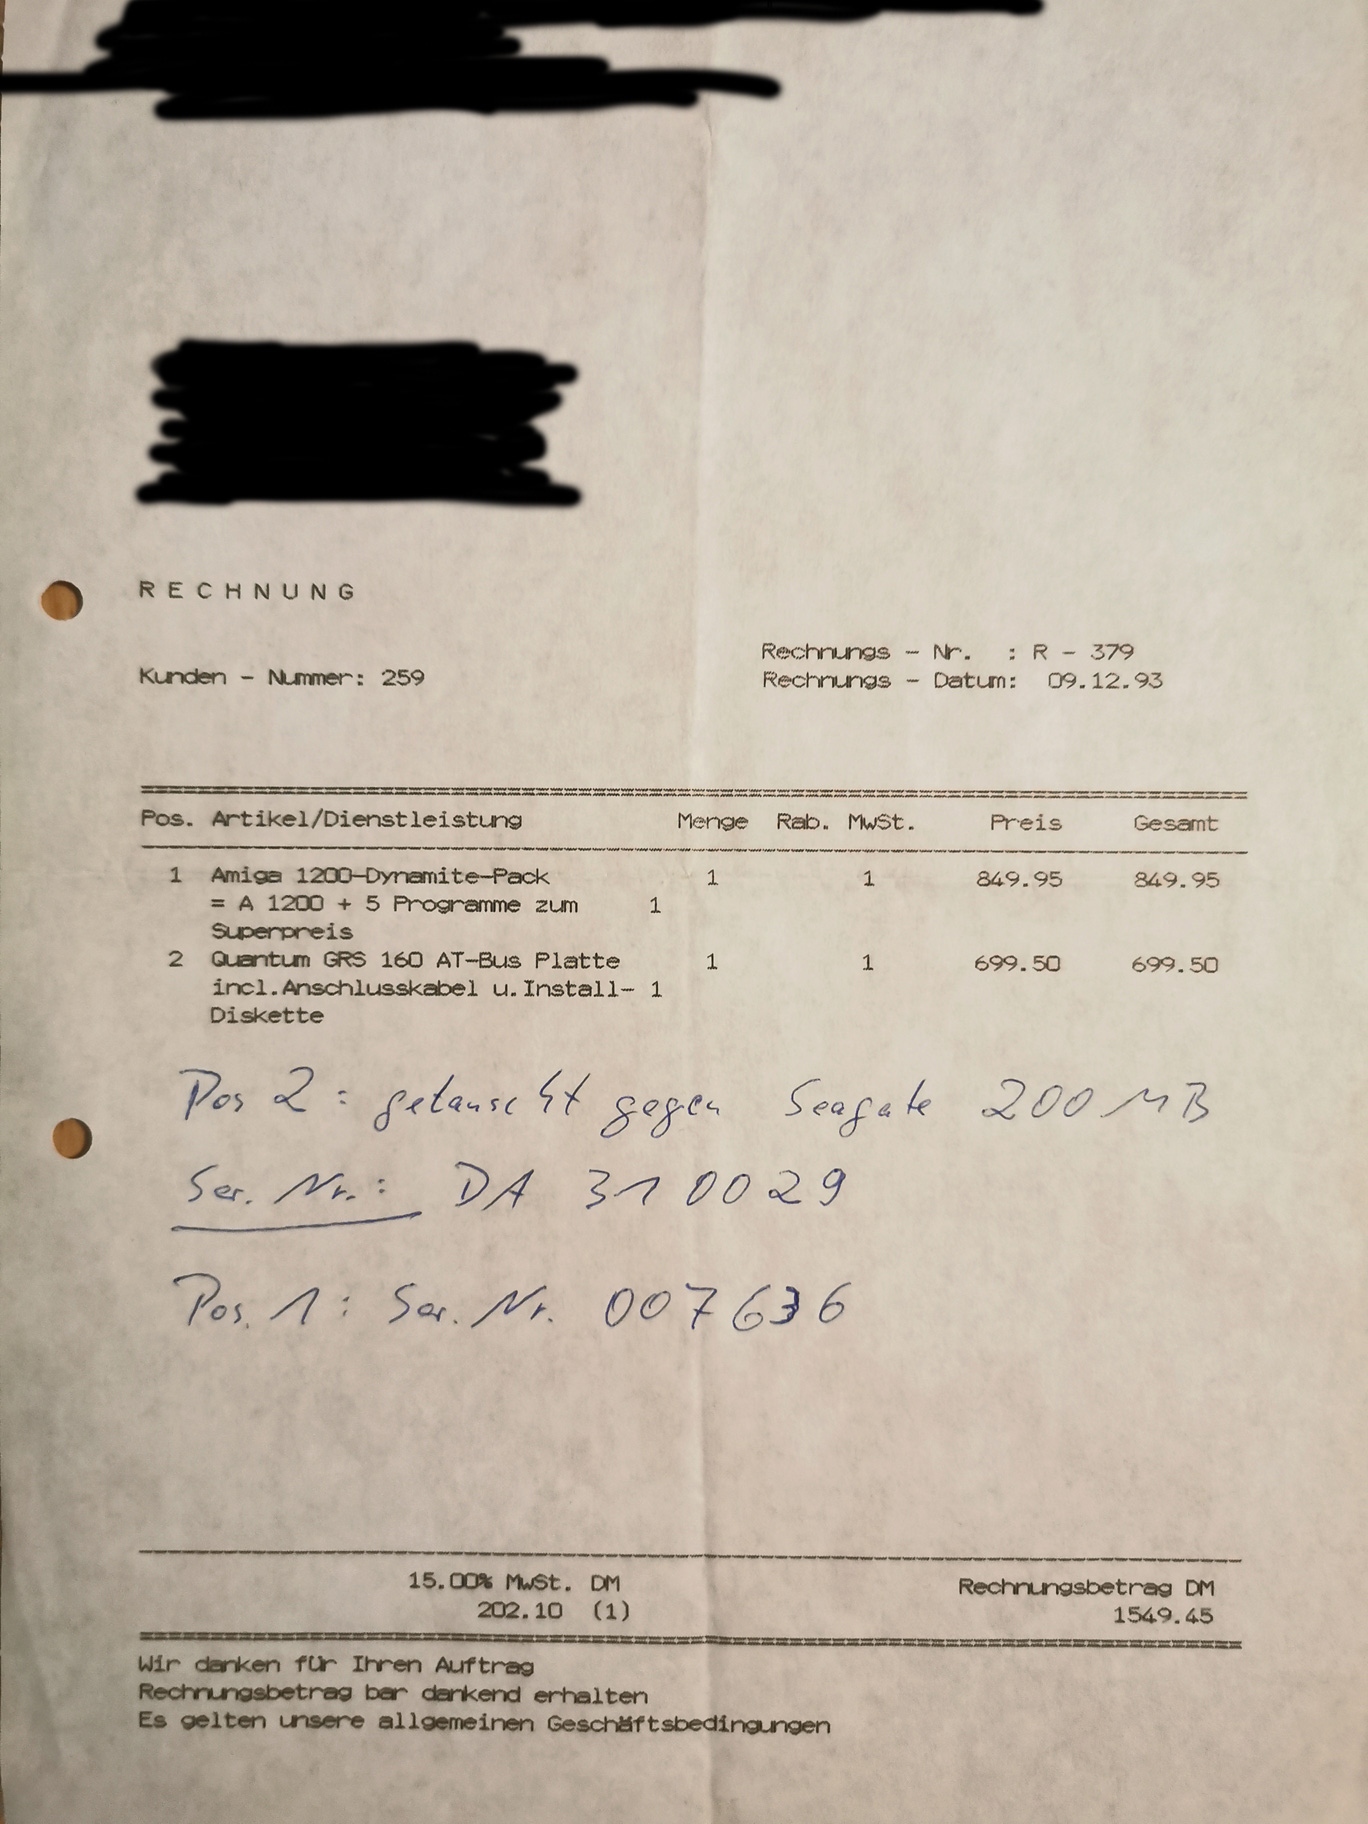 RECHNUNG
Rechnungs - Nr. : R - 379
Kunden - Nummer: 259
Rechnungs - Datum: 09.12.93
Pos. Artikel/Dienstleistung Menge Rab. MwSt. Preis Gesamt
1 Amiga 1200-Dynamite-Pack 1 1 849.95 849.95
= A 1200 + 5 Programme zum 1
Superpreis
2 Quantum GRS 160 AT-Bus Platte 1 1 699.50 699.50
incl.Anschlusskabel u.Install- 1
Diskette
Pos 2 : getauscht gegen Seagate 200 MB
Ser. Nr.: DA 310029
Pos. 1 : Ser. Nr. 007636
15.00% MwSt. DM Rechnungsbetrag DM
202.10 (1) 1549.45
Wir danken für Ihren Auftrag
Rechnungsbetrag bar dankend erhalten
Es gelten unsere allgemeinen Geschäftsbedingungen